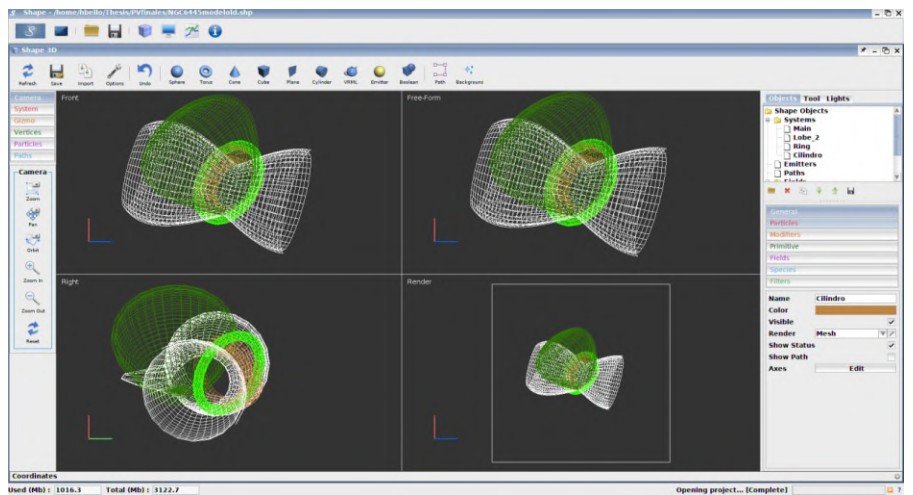 S Shape - /home/hbello/Thesis/PVfinales/NGC6445modelold.shp
Shape 3D
Refresh Save Import Options Undo Sphere Torus Cone Cube Plane Cylinder VRML Emitter Boolean Path Background
Camera
System
Gizmo
Vertices
Particles
Paths
Camera
Zoom
Pan
Orbit
Zoom In
Zoom Out
Reset
Front
Free-Form
Right
Render
Objects Tool Lights
Shape Objects
Systems
Main
Lobe_2
Ring
Cilindro
Emitters
Paths
Fields
General
Particles
Modifiers
Primitive
Fields
Species
Filters
Name Cilindro
Color
Visible
Render Mesh
Show Status
Show Path
Axes Edit
Coordinates
Used (Mb) : 1016.3 Total (Mb) : 3122.7 Opening project... [Complete] ?